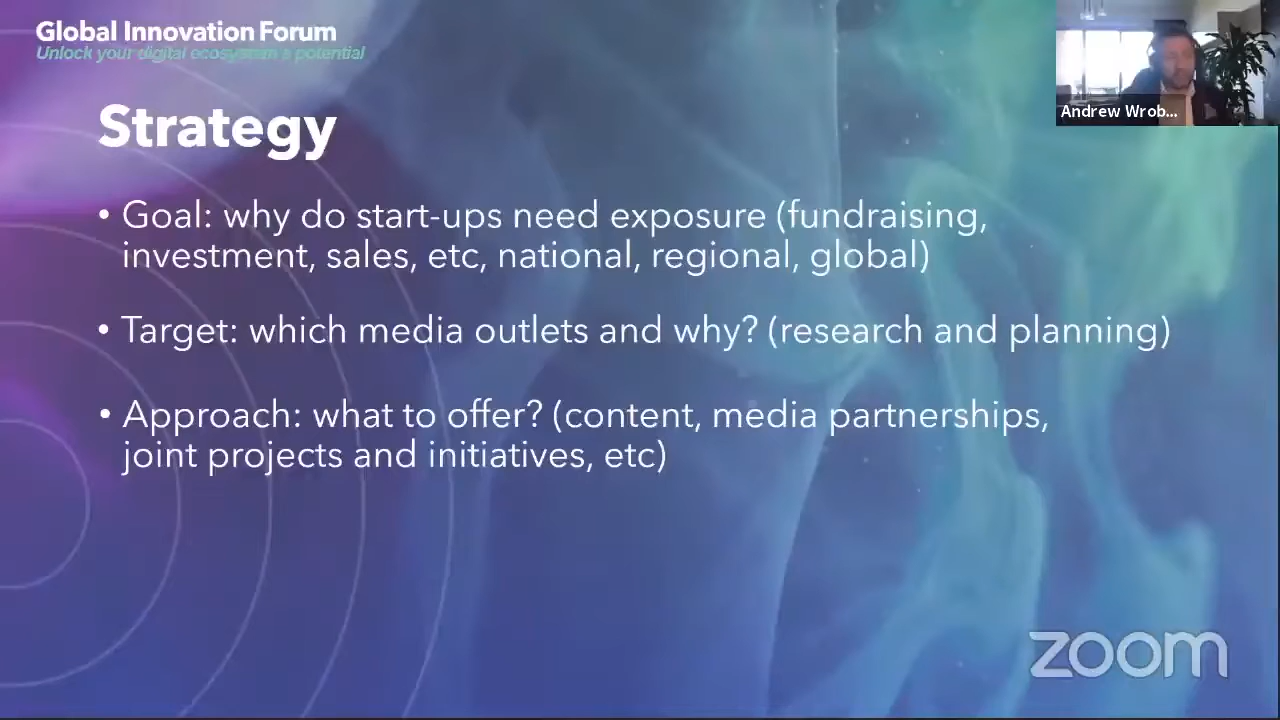 Global Innovation Forum
Unlock your digital ecosystem's potential
Andrew Wrob...
Strategy
• Goal: why do start-ups need exposure (fundraising,
investment, sales, etc, national, regional, global)
• Target: which media outlets and why? (research and planning)
• Approach: what to offer? (content, media partnerships,
joint projects and initiatives, etc)
zoom